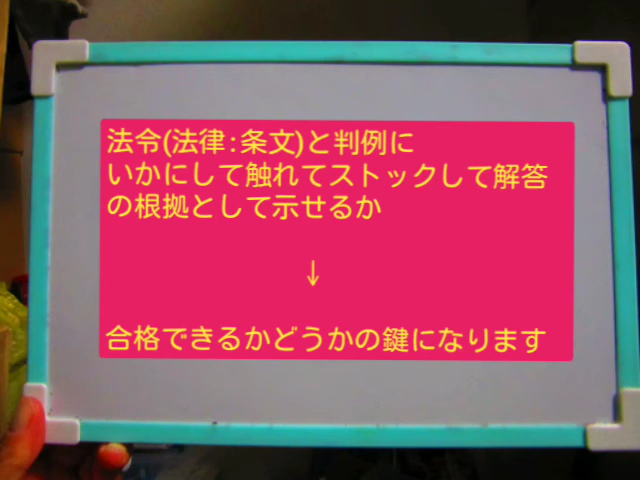 法令(法律:条文)と判例に
いかにして触れてストックして解答
の根拠として示せるか
↓
合格できるかどうかの鍵になります